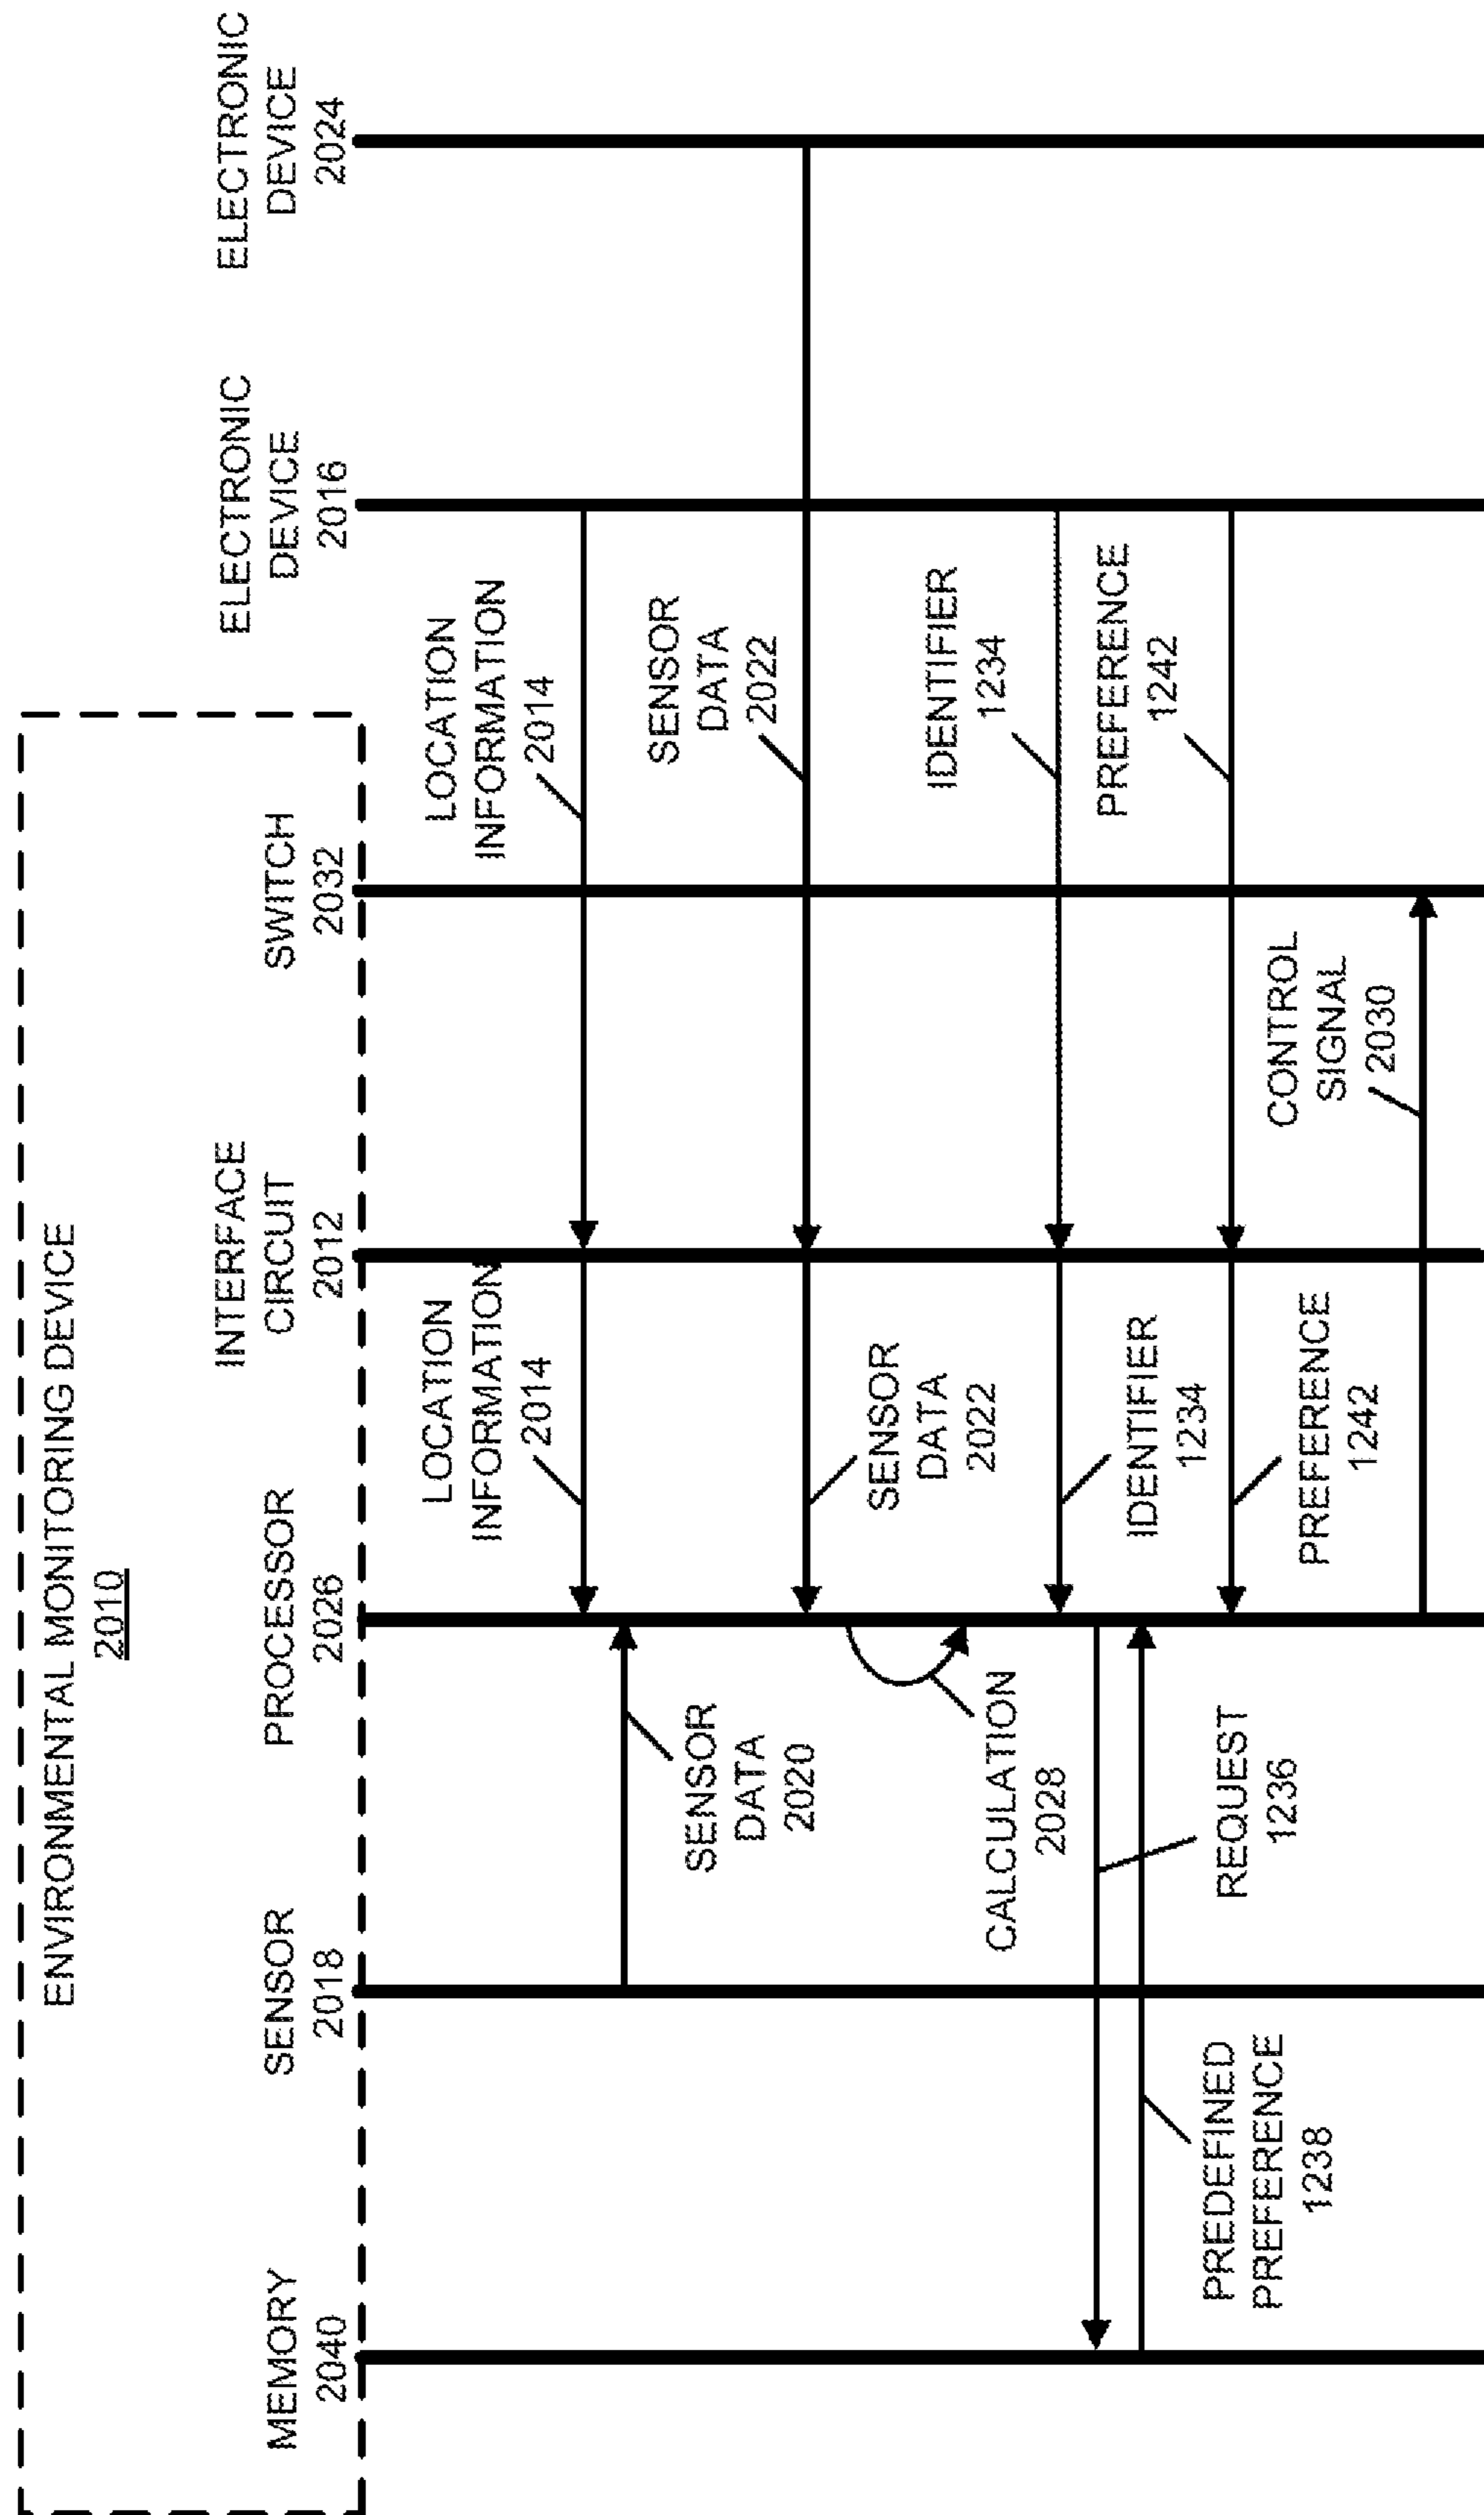 ENVIRONMENTAL MONITORING DEVICE
2010
MEMORY
2040
SENSOR
2018
PROCESSOR
2026
INTERFACE
CIRCUIT
2012
SWITCH
2032
ELECTRONIC
DEVICE
2016
ELECTRONIC
DEVICE
2024
LOCATION
INFORMATION
2014
LOCATION
INFORMATION
2014
SENSOR
DATA
2020
SENSOR
DATA
2022
SENSOR
DATA
2022
CALCULATION
2028
IDENTIFIER
1234
IDENTIFIER
1234
REQUEST
1236
PREDEFINED
PREFERENCE
1238
PREFERENCE
1242
PREFERENCE
1242
CONTROL
SIGNAL
2030